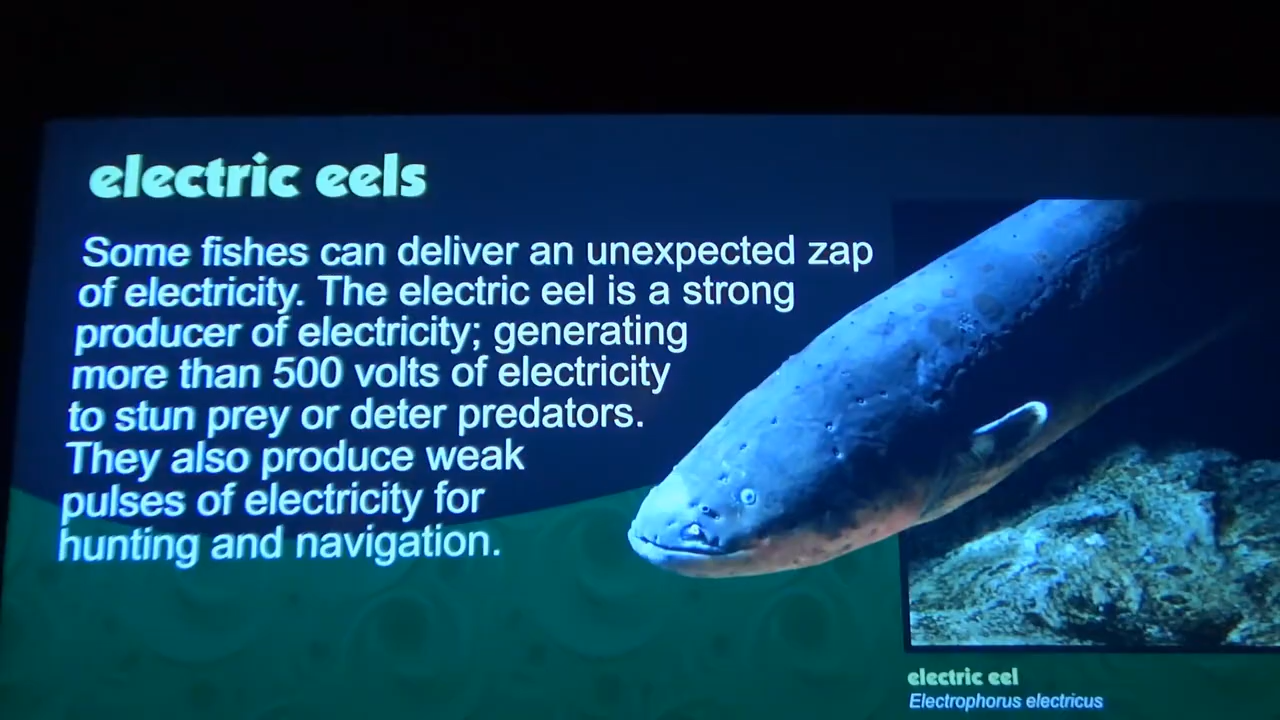 electric eels
Some fishes can deliver an unexpected zap
of electricity. The electric eel is a strong
producer of electricity; generating
more than 500 volts of electricity
to stun prey or deter predators.
They also produce weak
pulses of electricity for
hunting and navigation.
electric eel
Electrophorus electricus